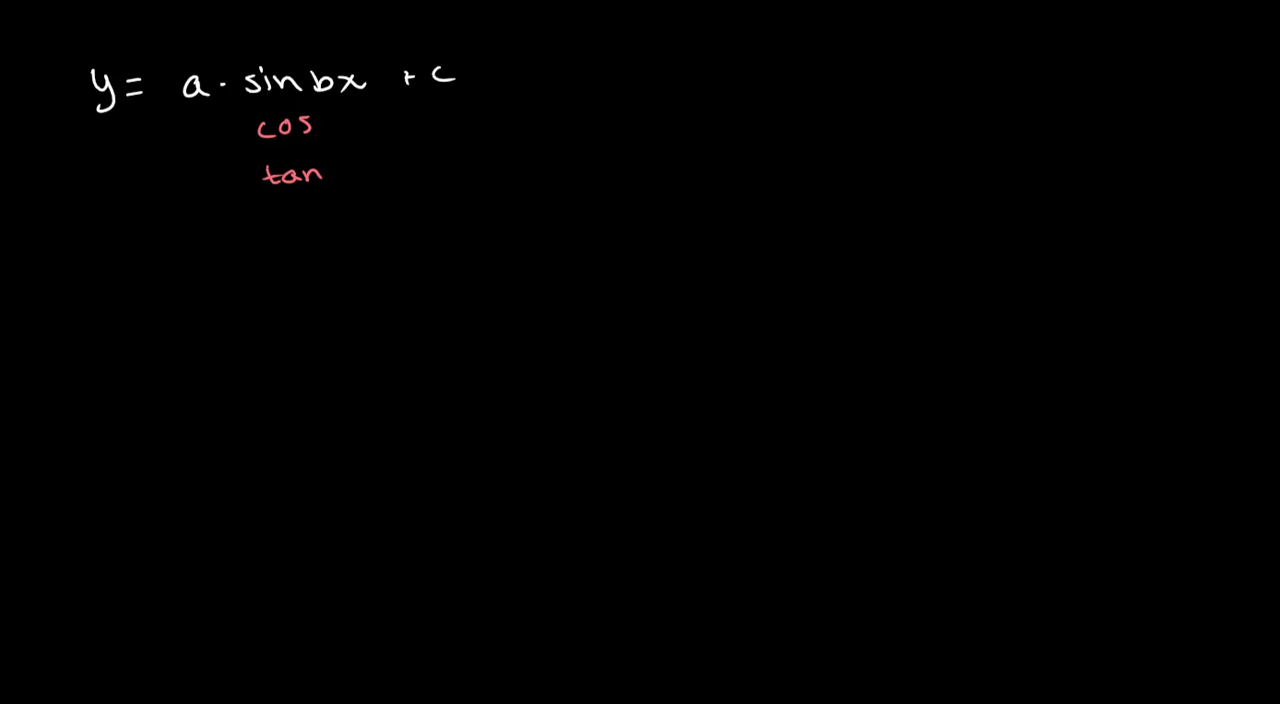 y = a · sin bx + c
cos
tan